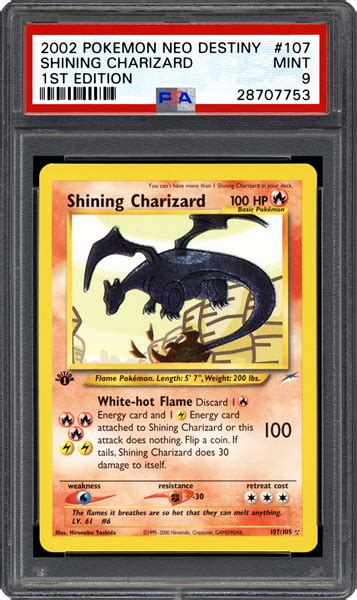 2002 POKEMON NEO DESTINY #107
SHINING CHARIZARD MINT
1ST EDITION 9
PSA 28707753
You can't have more than 1 Shining Charizard in your deck.
Shining Charizard 100 HP
Basic Pokémon
Edition
1
Flame Pokémon. Length: 5' 7", Weight: 200 lbs.
White-hot Flame Discard 1
Energy card and 1 Energy card
attached to Shining Charizard or this
attack does nothing. Flip a coin. If
tails, Shining Charizard does 30
damage to itself.
100
weakness resistance retreat cost
-30
The flames it breathes are so hot that they can melt anything.
LV. 61 #6
Illus. Hironobu Yoshida ©1995-2000 Nintendo, Creatures, GAMEFREAK. 107/105